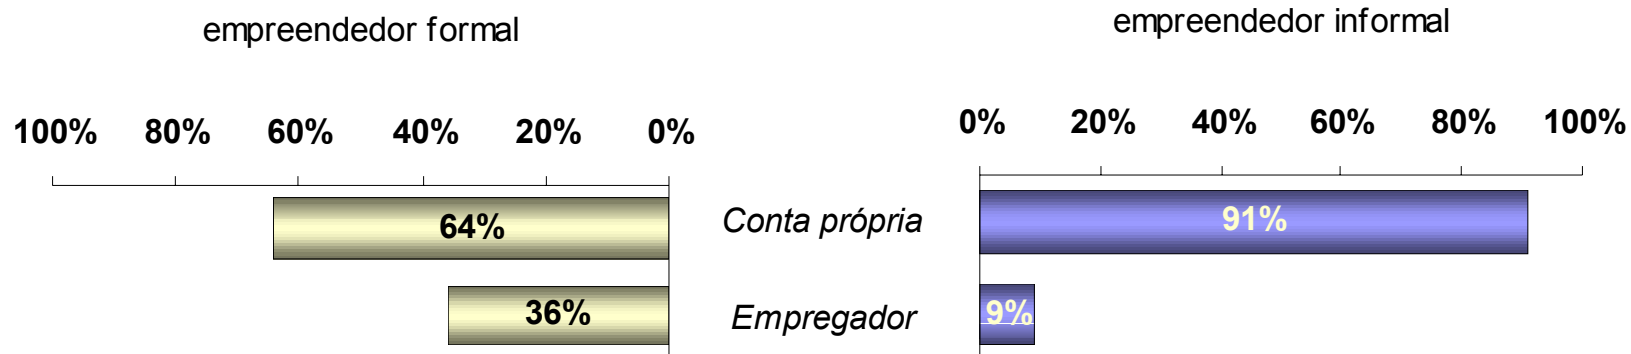 empreendedor formal
empreendedor informal
100% 80% 60% 40% 20% 0%
0% 20% 40% 60% 80% 100%
64% Conta própria 91%
36% Empregador 9%